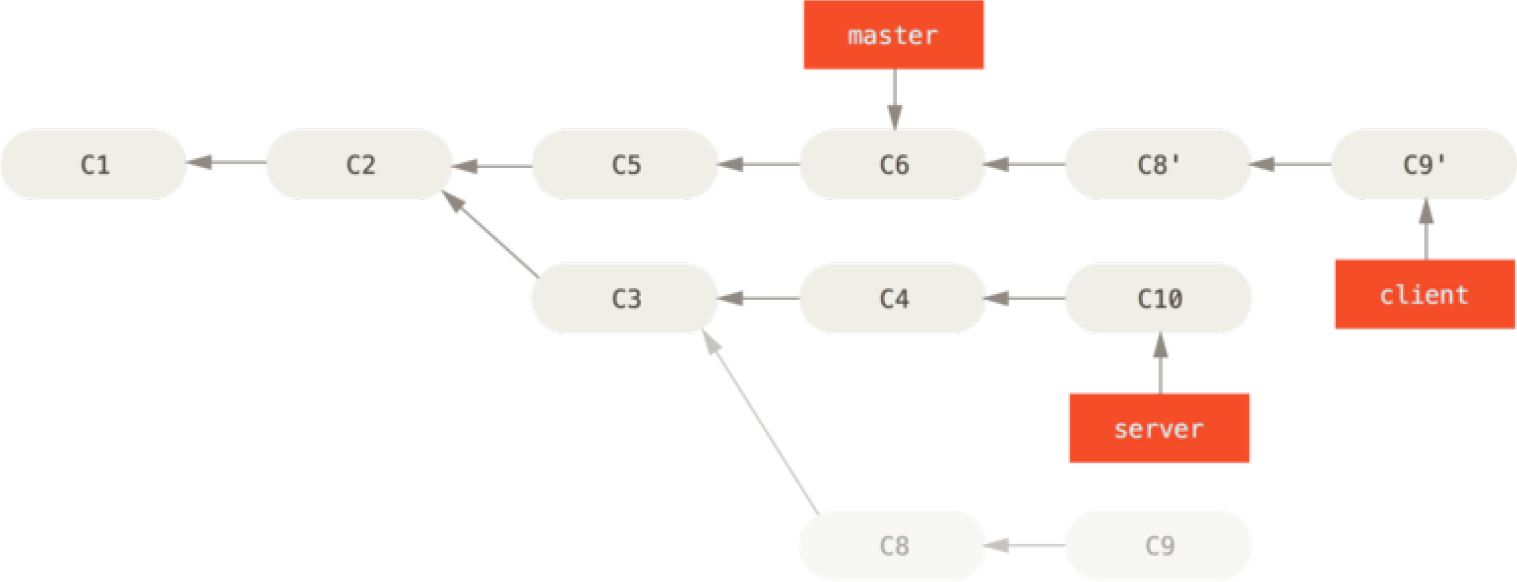 master
C1
C2
C5
C6
C8'
C9'
C3
C4
C10
client
server
C8
C9